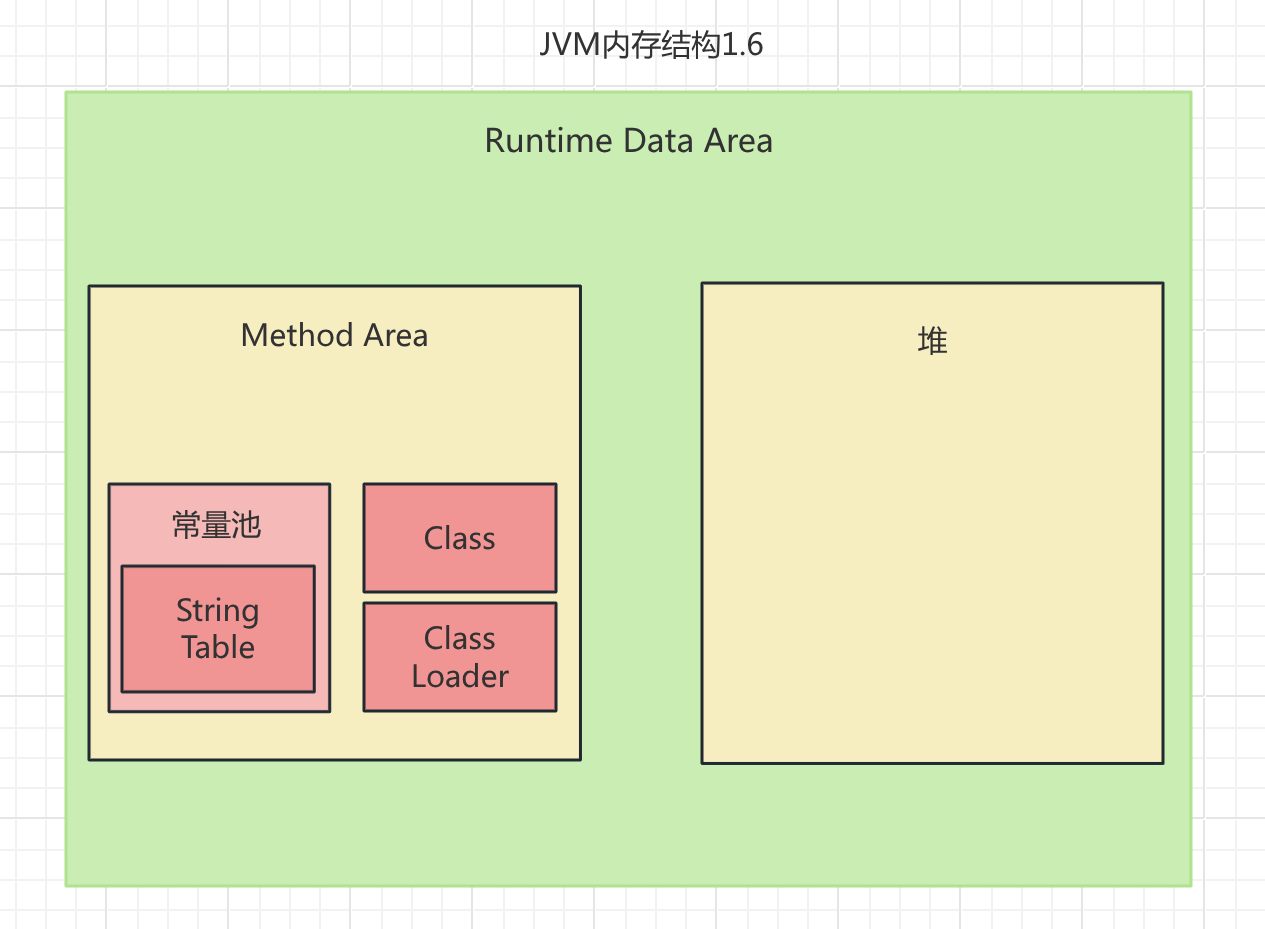 JVM内存结构1.6
Runtime Data Area
Method Area
堆
常量池
String
Table
Class
Class
Loader